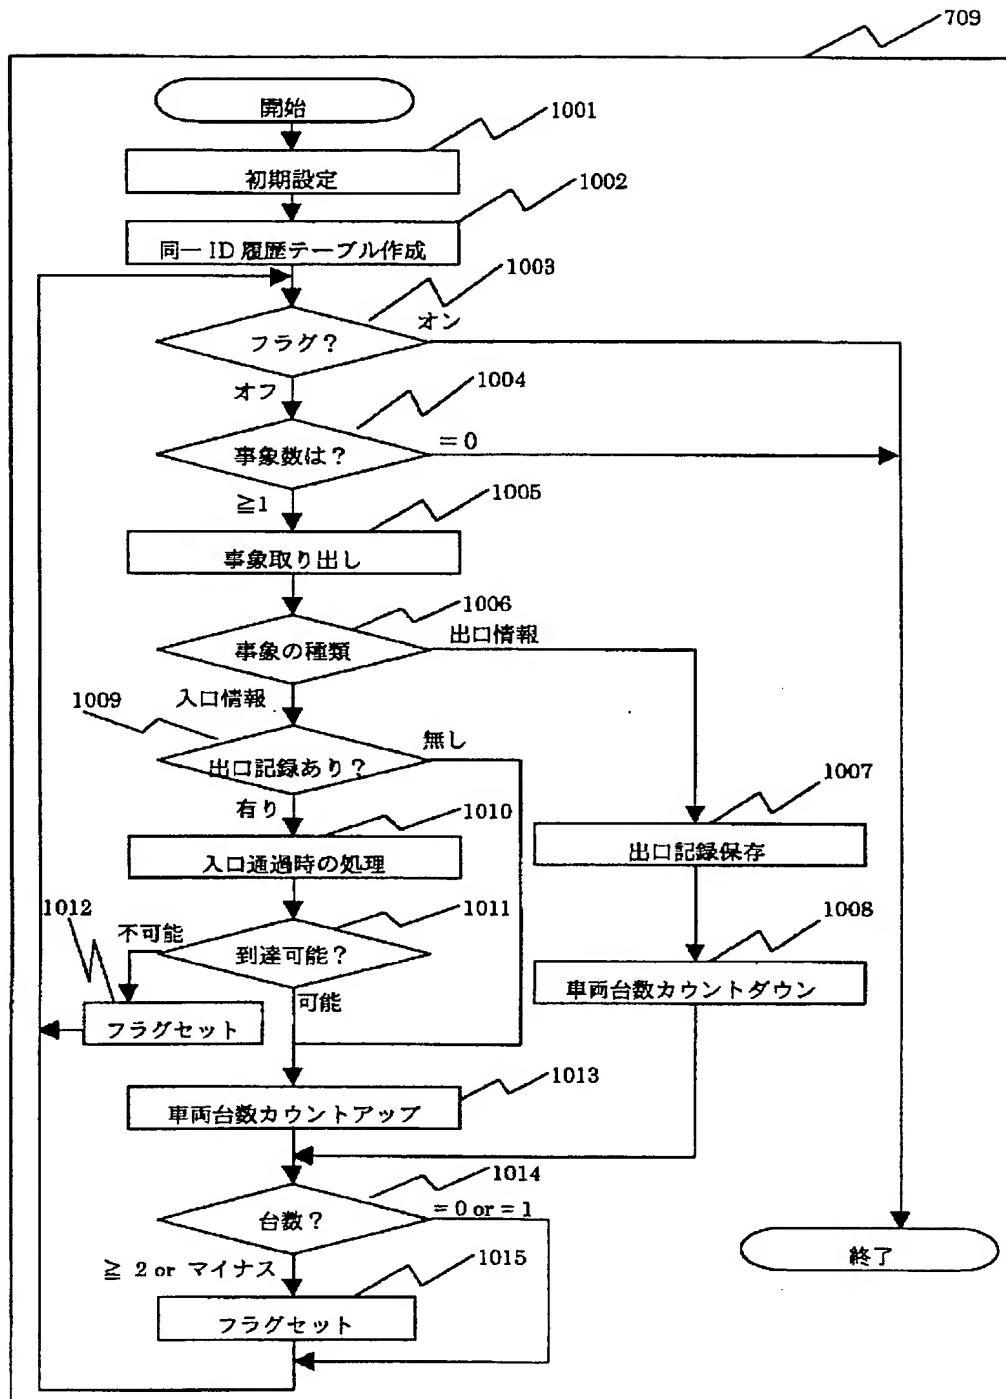 709
開始
1001
初期設定
1002
同一 ID 履歴テーブル作成
1003
フラグ？
オン
オフ
1004
事象数は？
= 0
≧1
1005
事象取り出し
1006
事象の種類
出口情報
入口情報
1009
出口記録あり？
無し
有り
1007
出口記録保存
1010
入口通過時の処理
1008
車両台数カウントダウン
1011
到達可能？
1012
不可能
可能
フラグセット
1013
車両台数カウントアップ
1014
台数？
= 0 or = 1
≧ 2 or マイナス
1015
フラグセット
終了